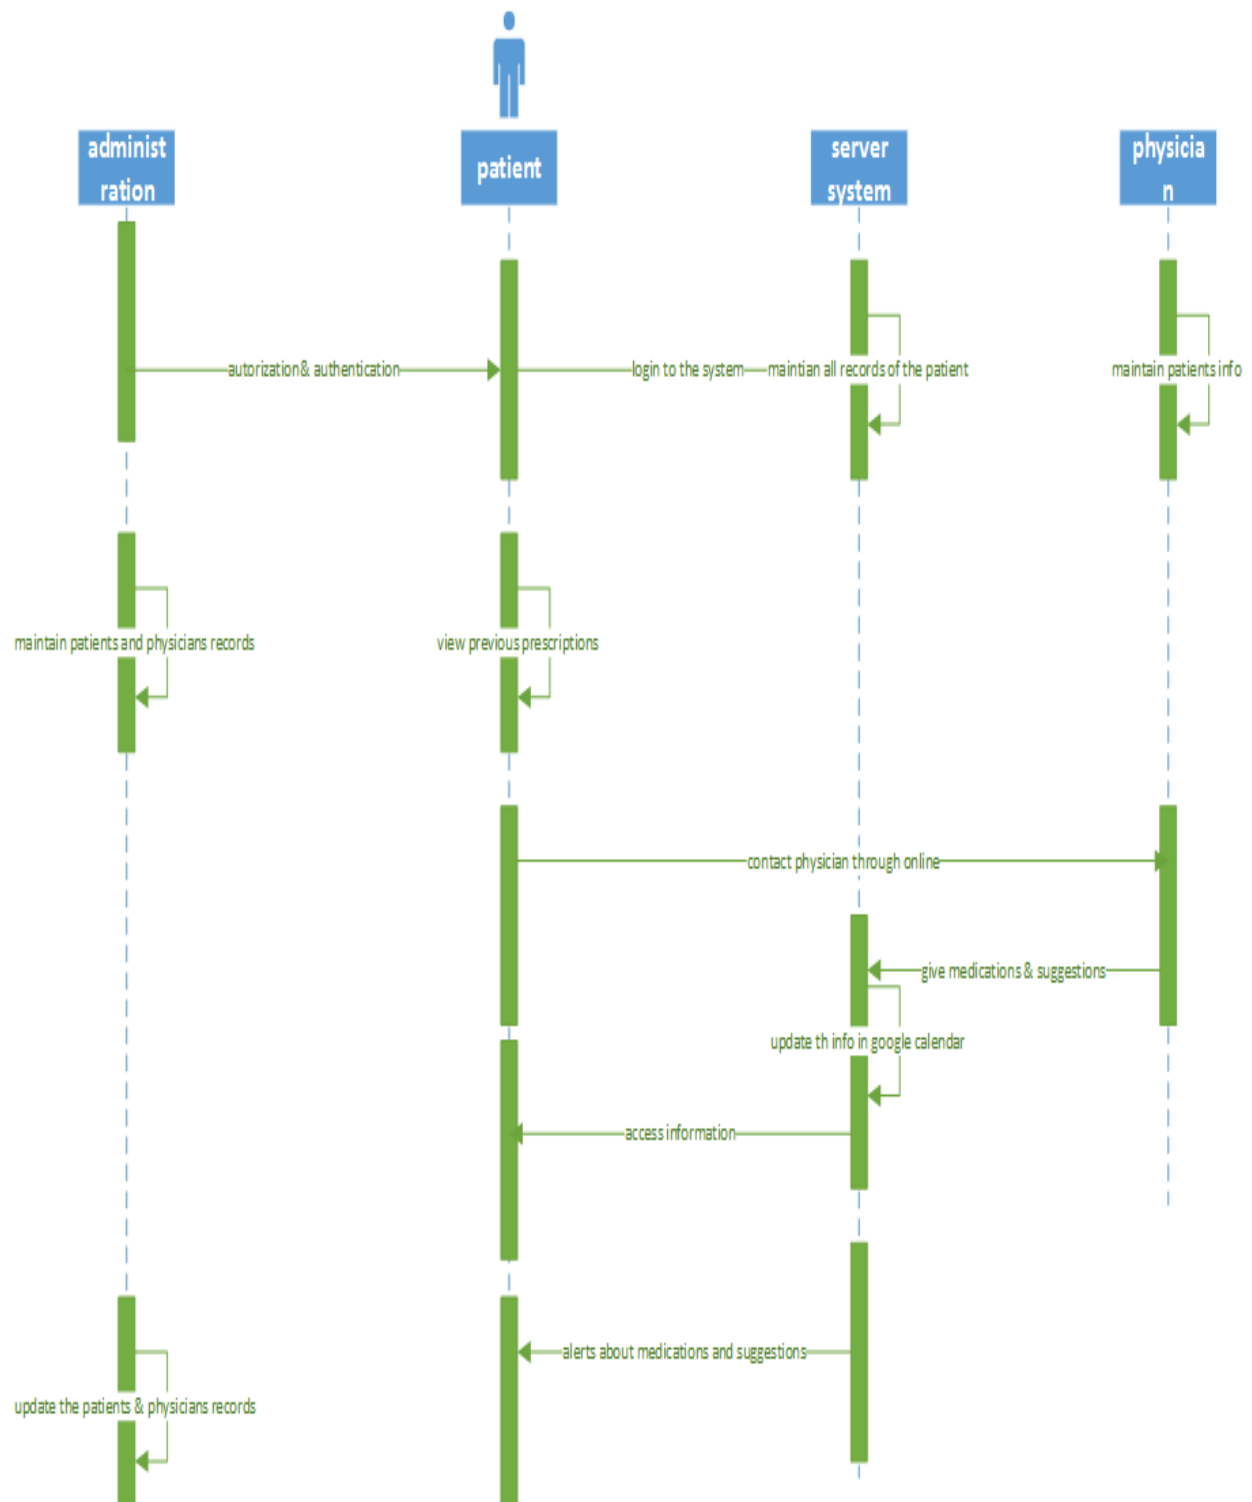 administ
ration
patient
server
system
physicia
n
autorization& authentication
login to the system
maintian all records of the patient
maintain patients info
maintain patients and physicians records
view previous prescriptions
contact physician through online
give medications & suggestions
update th info in google calendar
access information
alerts about medications and suggestions
update the patients & physicians records